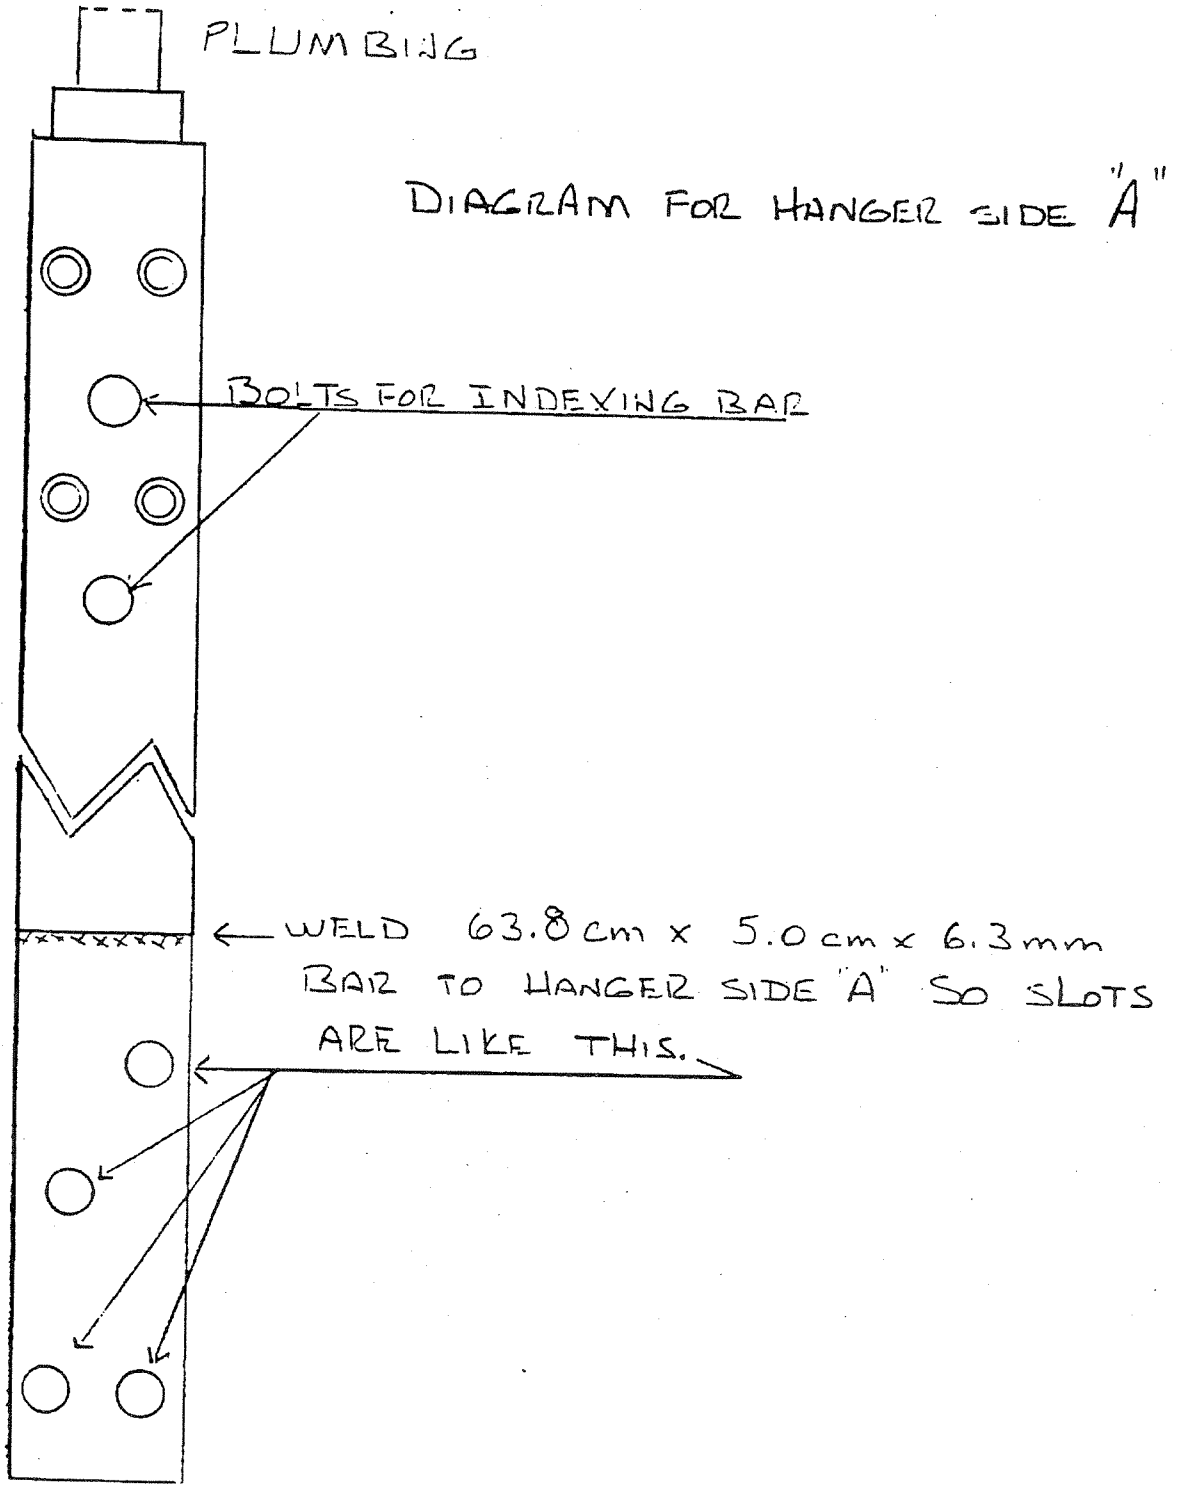 PLUMBING
DIAGRAM FOR HANGER SIDE "A"
BOLTS FOR INDEXING BAR
WELD 63.8 cm x 5.0 cm x 6.3 mm
BAR TO HANGER SIDE "A" SO SLOTS
ARE LIKE THIS.